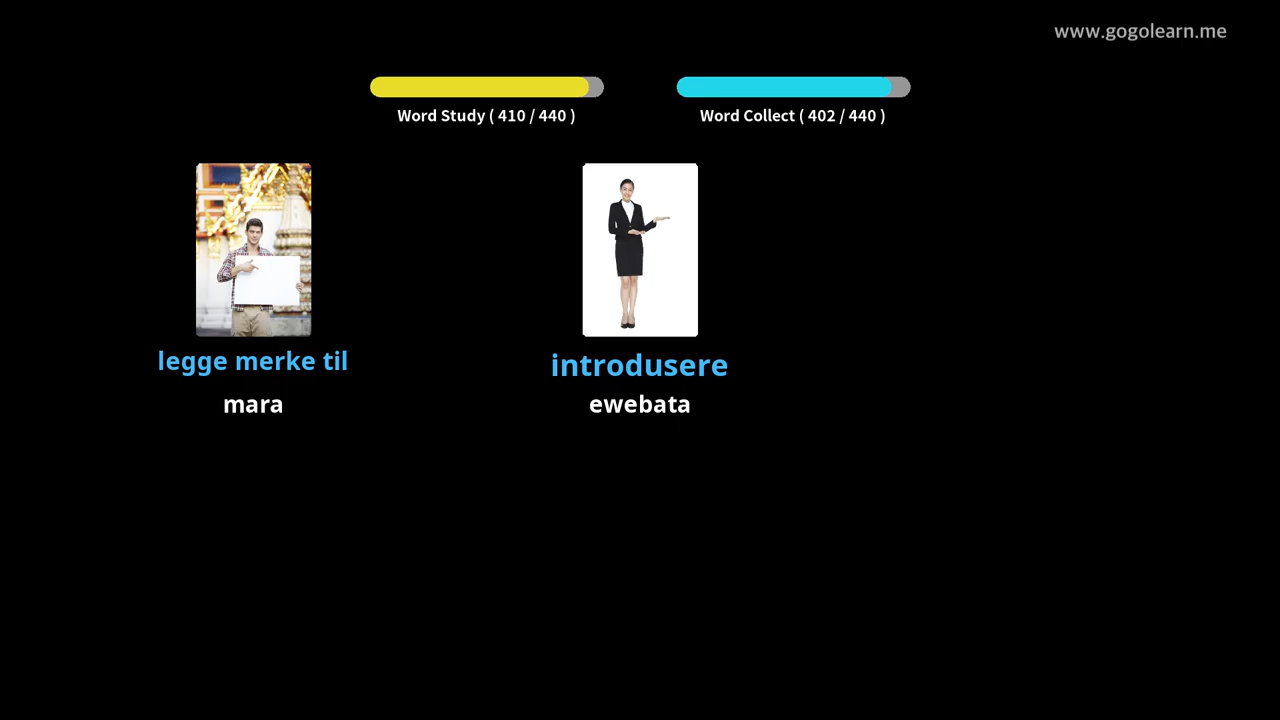 www.gogolearn.me
Word Study ( 410 / 440 )
Word Collect ( 402 / 440 )
legge merke til
mara
introdusere
ewebata